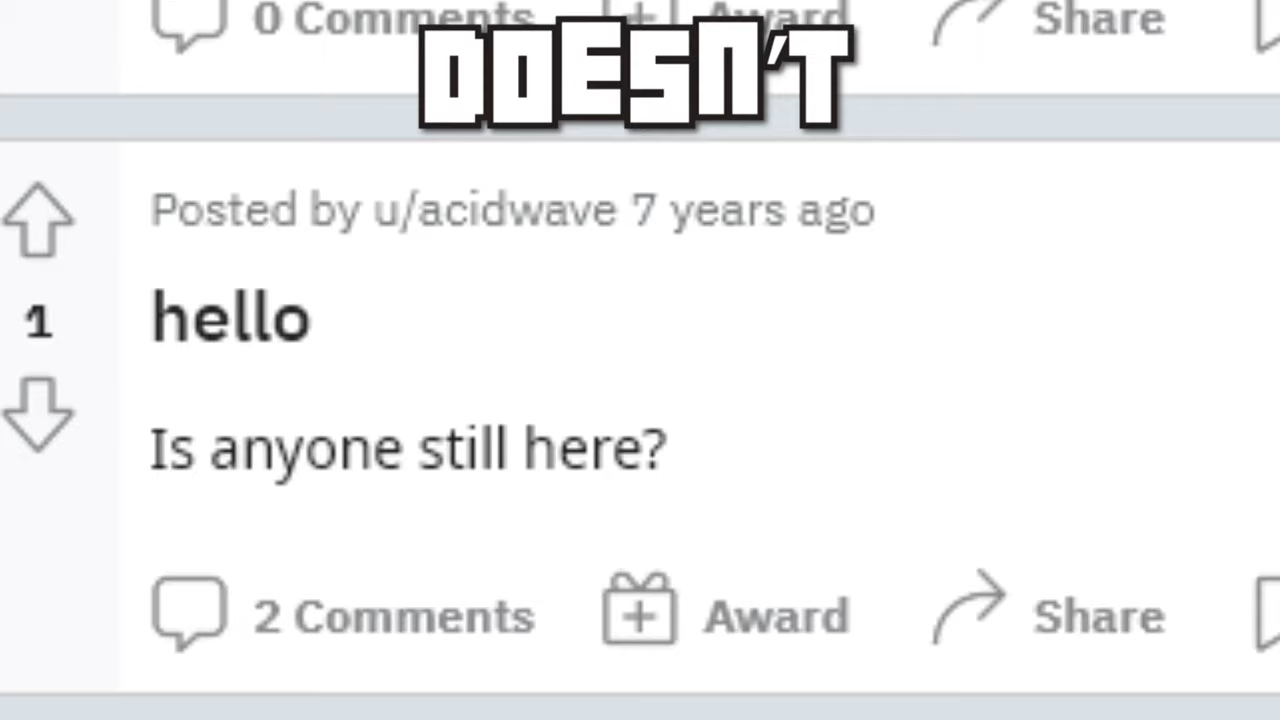 0 Comments Award Share
DOESN'T
Posted by u/acidwave 7 years ago
1
hello
Is anyone still here?
2 Comments Award Share